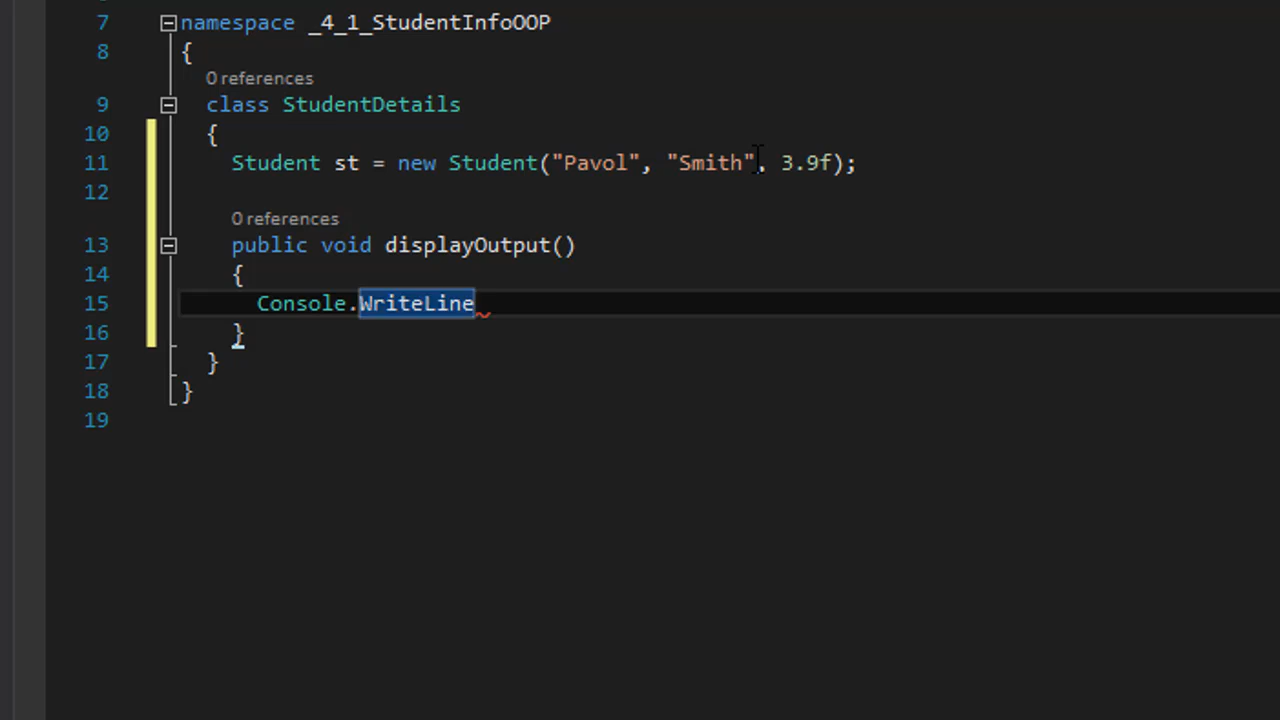 7 namespace _4_1_StudentInfoOOP
8 {
0 references
9 class StudentDetails
10 {
11 Student st = new Student("Pavol", "Smith", 3.9f);
12
0 references
13 public void displayOutput()
14 {
15 Console.WriteLine
16 }
17 }
18 }
19